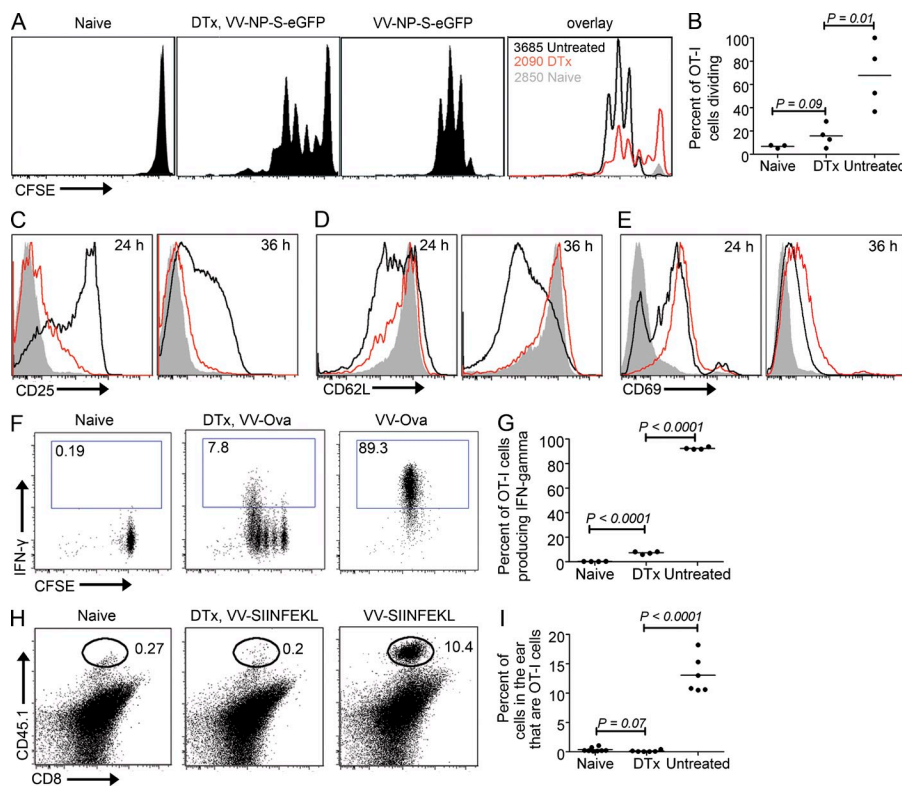 A
Naive
DTx, VV-NP-S-eGFP
VV-NP-S-eGFP
overlay
3685 Untreated
2090 DTx
2850 Naive
CFSE
B
P = 0.01
P = 0.09
Percent of OT-I
cells dividing
100
80
60
40
20
0
Naive
DTx
Untreated
C
24 h
36 h
CD25
D
24 h
36 h
CD62L
E
24 h
36 h
CD69
F
Naive
DTx, VV-Ova
VV-Ova
0.19
7.8
89.3
IFN-γ
CFSE
G
P < 0.0001
P < 0.0001
Percent of OT-I cells
producing IFN-gamma
100
80
60
40
20
0
Naive
DTx
Untreated
H
Naive
DTx, VV-SIINFEKL
VV-SIINFEKL
0.27
0.2
10.4
CD45.1
CD8
I
P < 0.0001
P = 0.07
Percent of
cells in the ear
that are OT-I cells
20
15
10
5
0
Naive
DTx
Untreated